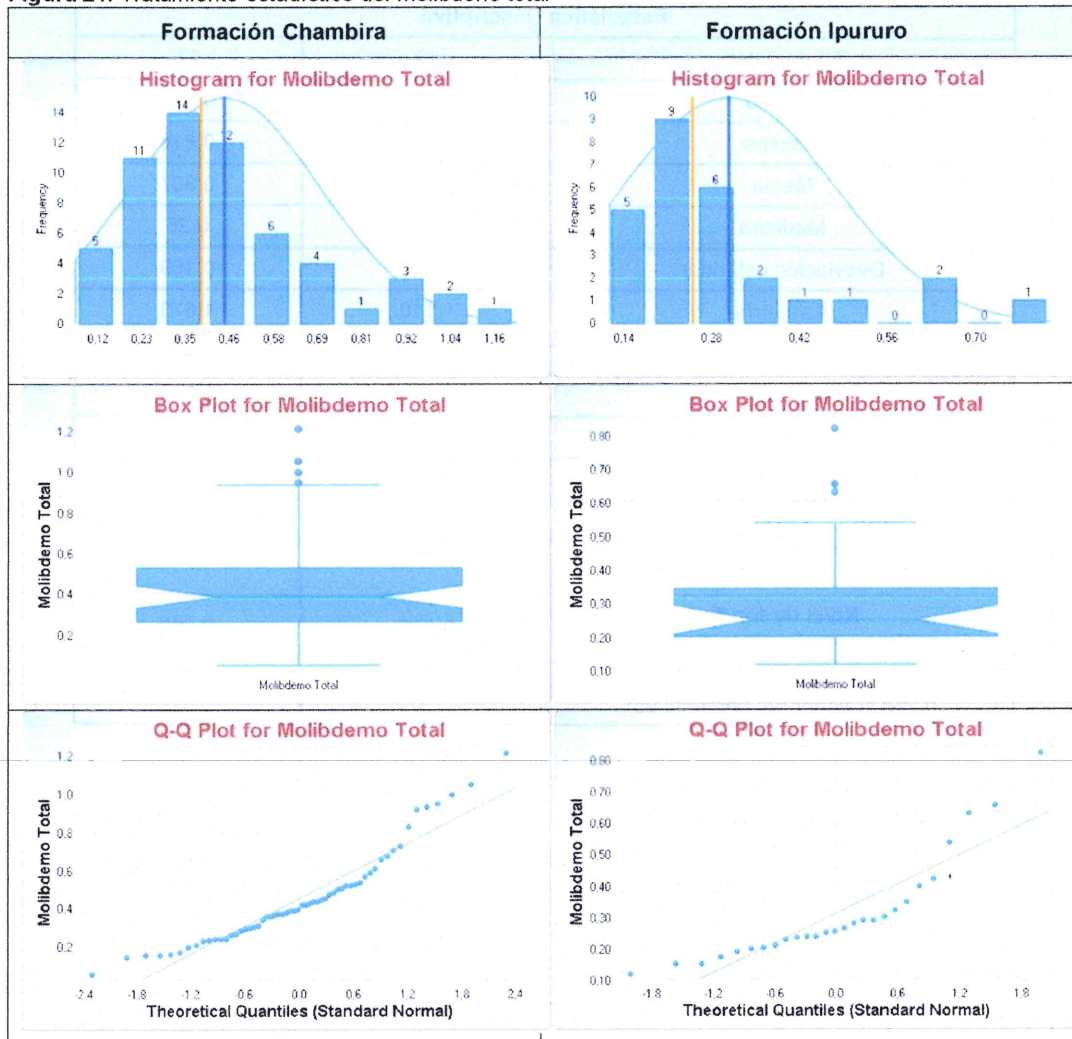 Figura 21. Tratamiento estadístico del molibdeno total
Formación Chambira
Formación Ipururo
Histogram for Molibdemo Total
Frequency
14
12
10
8
6
4
2
0
5
11
14
12
6
4
1
3
2
1
0,12 0,23 0,35 0,46 0,58 0,69 0,81 0,92 1,04 1,16
Histogram for Molibdemo Total
Frequency
10
9
8
7
6
5
4
3
2
1
0
5
9
6
2
1
1
0
2
0
1
0,14 0,28 0,42 0,56 0,70
Box Plot for Molibdemo Total
Molibdemo Total
1.2
1.0
0.8
0.6
0.4
0.2
Molibdemo Total
Box Plot for Molibdemo Total
Molibdemo Total
0.80
0.70
0.60
0.50
0.40
0.30
0.20
0.10
Molibdemo Total
Q-Q Plot for Molibdemo Total
Molibdemo Total
1.2
1.0
0.8
0.6
0.4
0.2
-2.4 -1.8 -1.2 -0.6 0.0 0.6 1.2 1.8 2.4
Theoretical Quantiles (Standard Normal)
Q-Q Plot for Molibdemo Total
Molibdemo Total
0.80
0.70
0.60
0.50
0.40
0.30
0.20
0.10
-1.8 -1.2 -0.6 0.0 0.6 1.2 1.8
Theoretical Quantiles (Standard Normal)